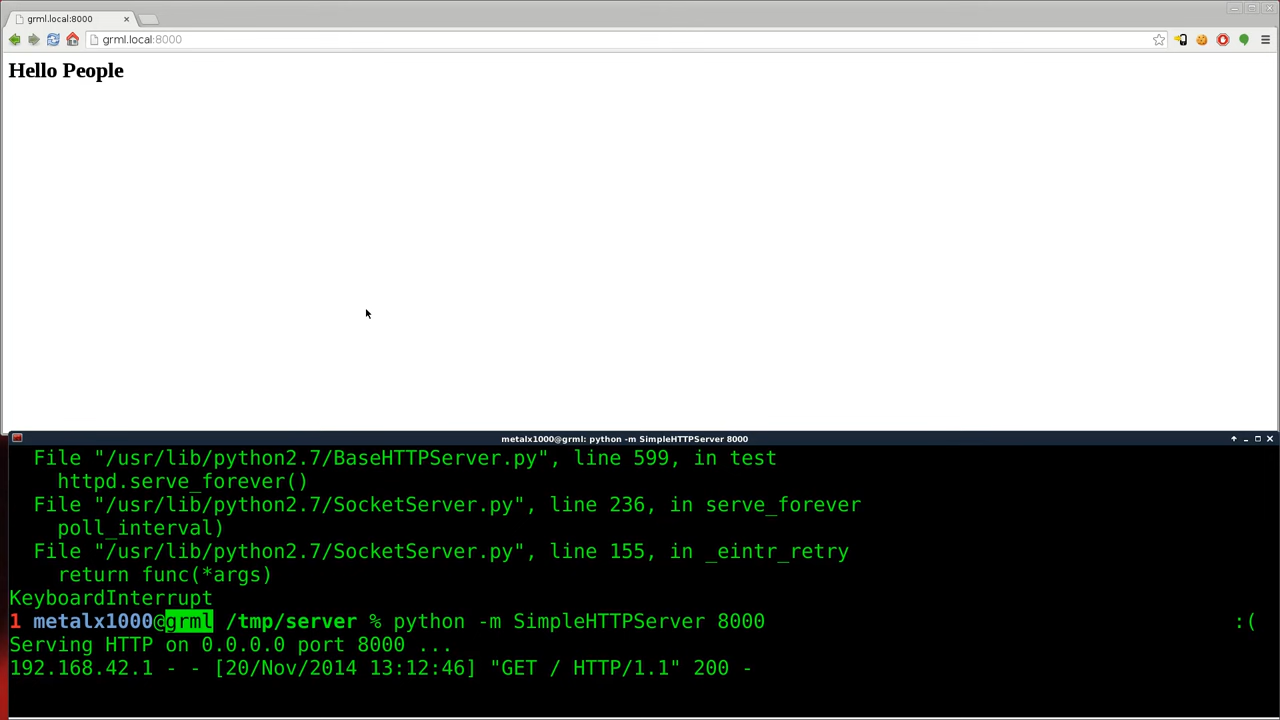 grml.local:8000
grml.local:8000
Hello People
metalx1000@grml: python -m SimpleHTTPServer 8000
File "/usr/lib/python2.7/BaseHTTPServer.py", line 599, in test
httpd.serve_forever()
File "/usr/lib/python2.7/SocketServer.py", line 236, in serve_forever
poll_interval)
File "/usr/lib/python2.7/SocketServer.py", line 155, in _eintr_retry
return func(*args)
KeyboardInterrupt
1 metalx1000@grml /tmp/server % python -m SimpleHTTPServer 8000 :(
Serving HTTP on 0.0.0.0 port 8000 ...
192.168.42.1 - - [20/Nov/2014 13:12:46] "GET / HTTP/1.1" 200 -